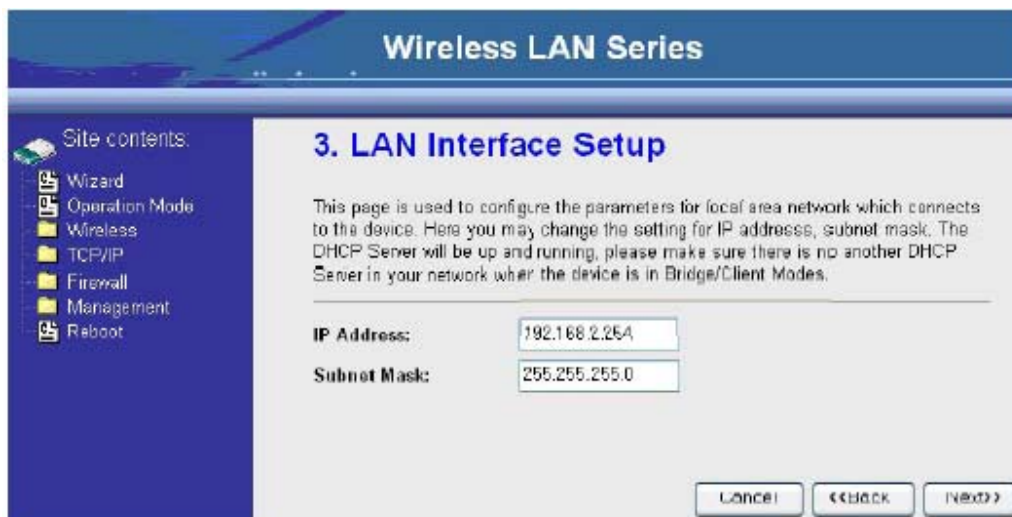 Wireless LAN Series
Site contents:
Wizard
Operation Mode
Wireless
TCP/IP
Firewall
Management
Reboot
3. LAN Interface Setup
This page is used to configure the parameters for local area network which connects
to the device. Here you may change the setting for IP addresss, subnet mask. The
DHCP Server will be up and running, please make sure there is no another DHCP
Server in your network wher the device is in Bridge/Client Modes.
IP Address: 192.168.2.254
Subnet Mask: 255.255.255.0
Cancel <<Back Next>>